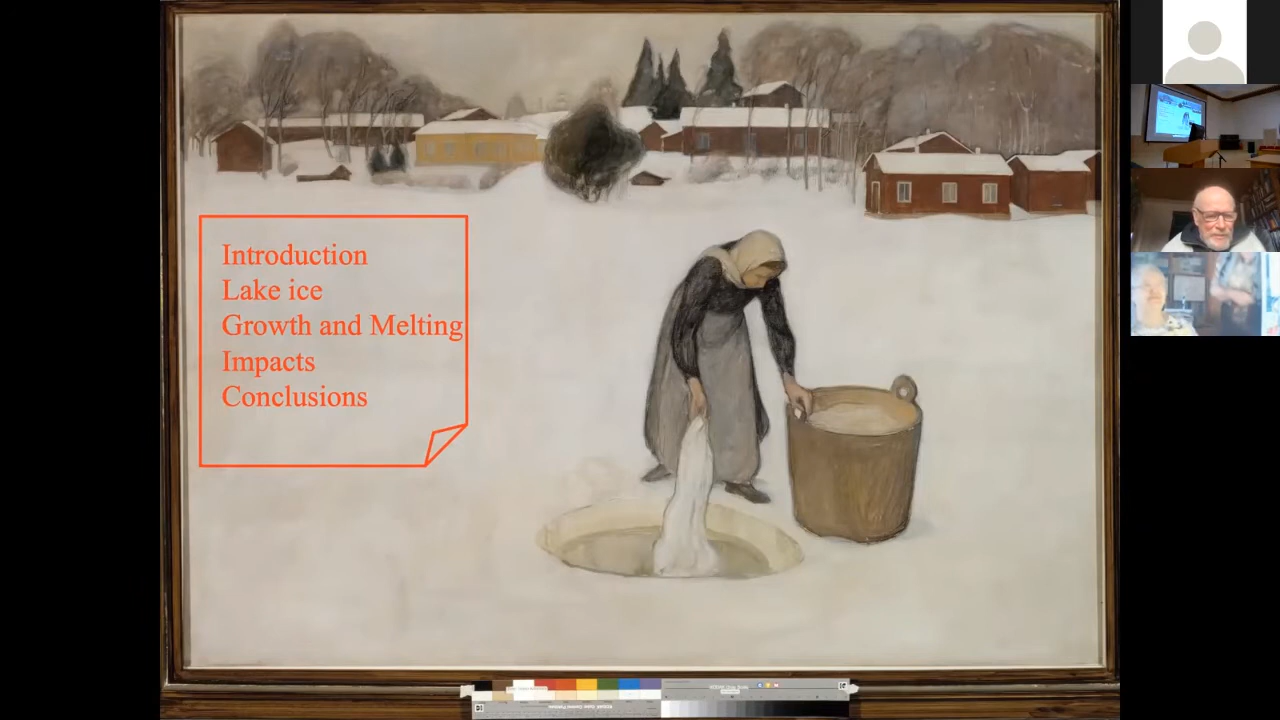 Introduction
Lake ice
Growth and Melting
Impacts
Conclusions